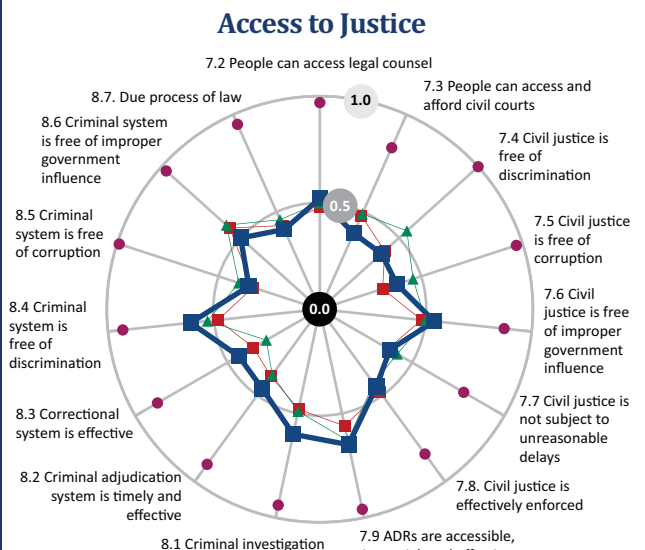 Access to Justice
7.2 People can access legal counsel
8.7. Due process of law
1.0
7.3 People can access and
afford civil courts
8.6 Criminal system
is free of improper
government
influence
7.4 Civil justice is
free of
discrimination
0.5
8.5 Criminal
system is free
of corruption
7.5 Civil justice
is free of
corruption
0.0
8.4 Criminal
system is
free of
discrimination
7.6 Civil
justice is free
of improper
government
influence
8.3 Correctional
system is effective
7.7 Civil justice is
not subject to
unreasonable
delays
8.2 Criminal adjudication
system is timely and
effective
7.8. Civil justice is
effectively enforced
8.1 Criminal investigation
7.9 ADRs are accessible,